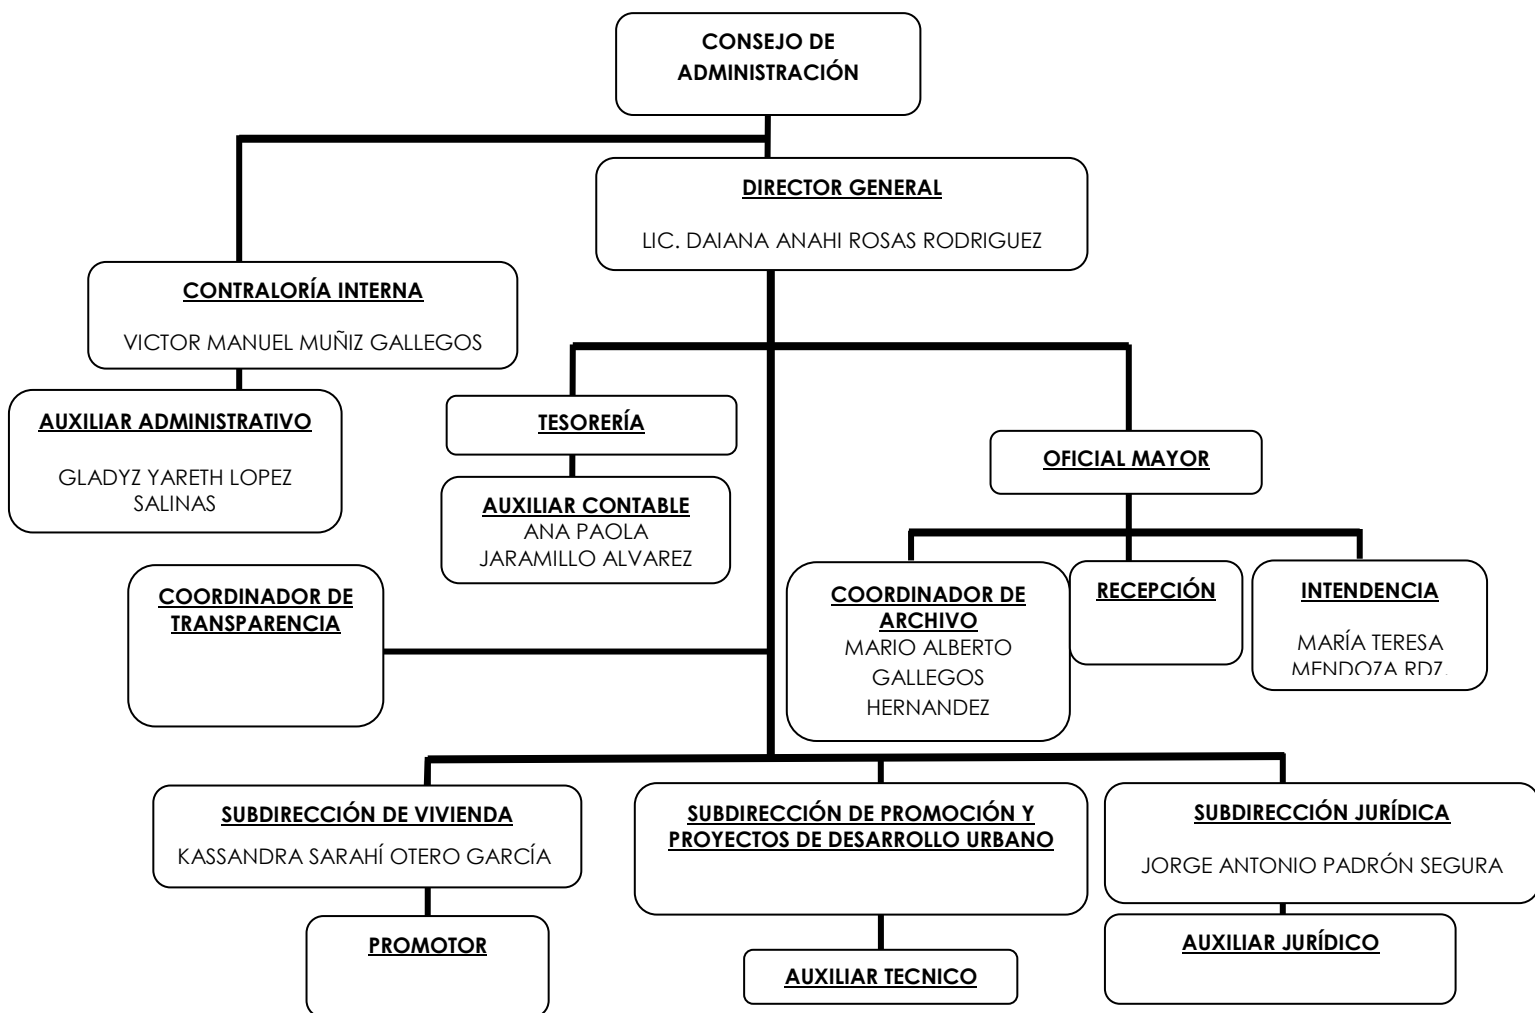 CONSEJO DE
ADMINISTRACIÓN
DIRECTOR GENERAL
LIC. DAIANA ANAHI ROSAS RODRIGUEZ
CONTRALORÍA INTERNA
VICTOR MANUEL MUÑIZ GALLEGOS
AUXILIAR ADMINISTRATIVO
GLADYZ YARETH LOPEZ
SALINAS
TESORERÍA
AUXILIAR CONTABLE
ANA PAOLA
JARAMILLO ALVAREZ
OFICIAL MAYOR
COORDINADOR DE
TRANSPARENCIA
COORDINADOR DE
ARCHIVO
MARIO ALBERTO
GALLEGOS
HERNANDEZ
RECEPCIÓN
INTENDENCIA
MARÍA TERESA
MENDOZA RDZ.
SUBDIRECCIÓN DE VIVIENDA
KASSANDRA SARAHÍ OTERO GARCÍA
PROMOTOR
SUBDIRECCIÓN DE PROMOCIÓN Y
PROYECTOS DE DESARROLLO URBANO
AUXILIAR TECNICO
SUBDIRECCIÓN JURÍDICA
JORGE ANTONIO PADRÓN SEGURA
AUXILIAR JURÍDICO